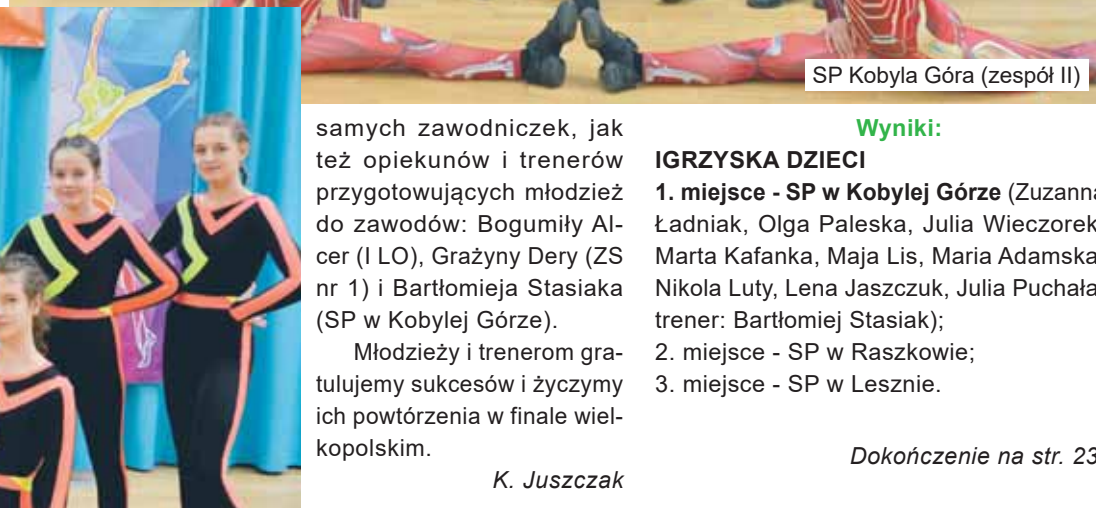 SP Kobyla Góra (zespół II)
samych zawodniczek, jak
też opiekunów i trenerów
przygotowujących młodzież
do zawodów: Bogumiły Al-
cer (I LO), Grażyny Dery (ZS
nr 1) i Bartłomieja Stasiaka
(SP w Kobylej Górze).
Młodzieży i trenerom gra-
tulujemy sukcesów i życzymy
ich powtórzenia w finale wiel-
kopolskim.
K. Juszczak
Wyniki:
IGRZYSKA DZIECI
1. miejsce - SP w Kobylej Górze (Zuzanna
Ładniak, Olga Paleska, Julia Wieczorek
Marta Kafanka, Maja Lis, Maria Adamska
Nikola Luty, Lena Jaszczuk, Julia Puchała
trener: Bartłomiej Stasiak);
2. miejsce - SP w Raszkowie;
3. miejsce - SP w Lesznie.
Dokończenie na str. 23